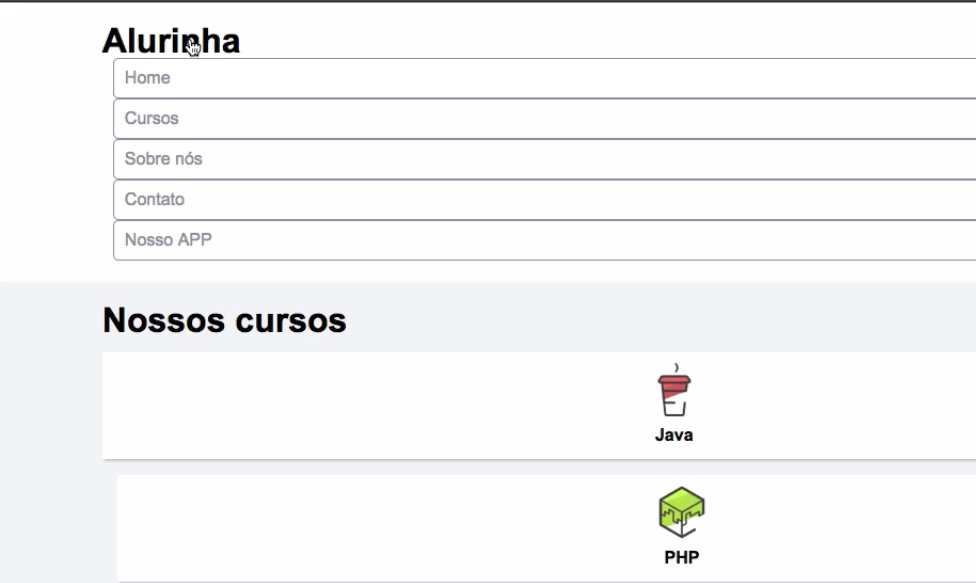 Alurinha
Home
Cursos
Sobre nós
Contato
Nosso APP
Nossos cursos
Java
PHP